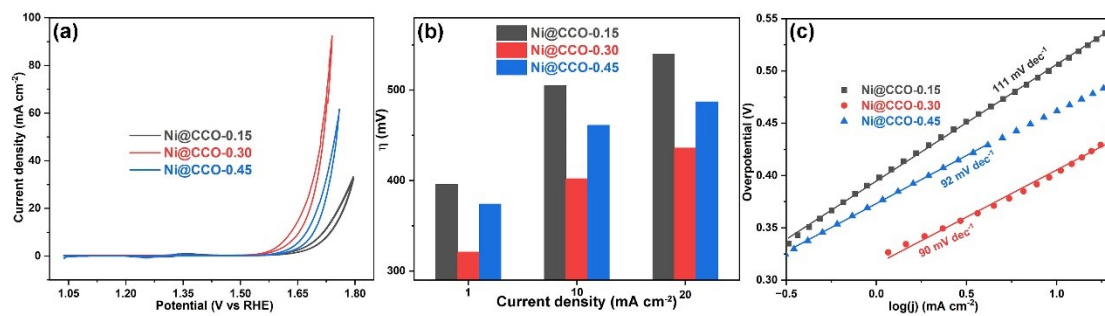 (a)
Current density (mA cm⁻²)
100
80
60
40
20
0
Ni@CCO-0.15
Ni@CCO-0.30
Ni@CCO-0.45
1.05
1.20
1.35
1.50
1.65
1.80
Potential (V vs RHE)
(b)
η (mV)
500
400
300
Ni@CCO-0.15
Ni@CCO-0.30
Ni@CCO-0.45
1
10
20
Current density (mA cm⁻²)
(c)
Overpotential (V)
0.55
0.50
0.45
0.40
0.35
0.30
Ni@CCO-0.15
Ni@CCO-0.30
Ni@CCO-0.45
111 mV dec⁻¹
92 mV dec⁻¹
90 mV dec⁻¹
-0.5
0.0
0.5
1.0
log(j) (mA cm⁻²)